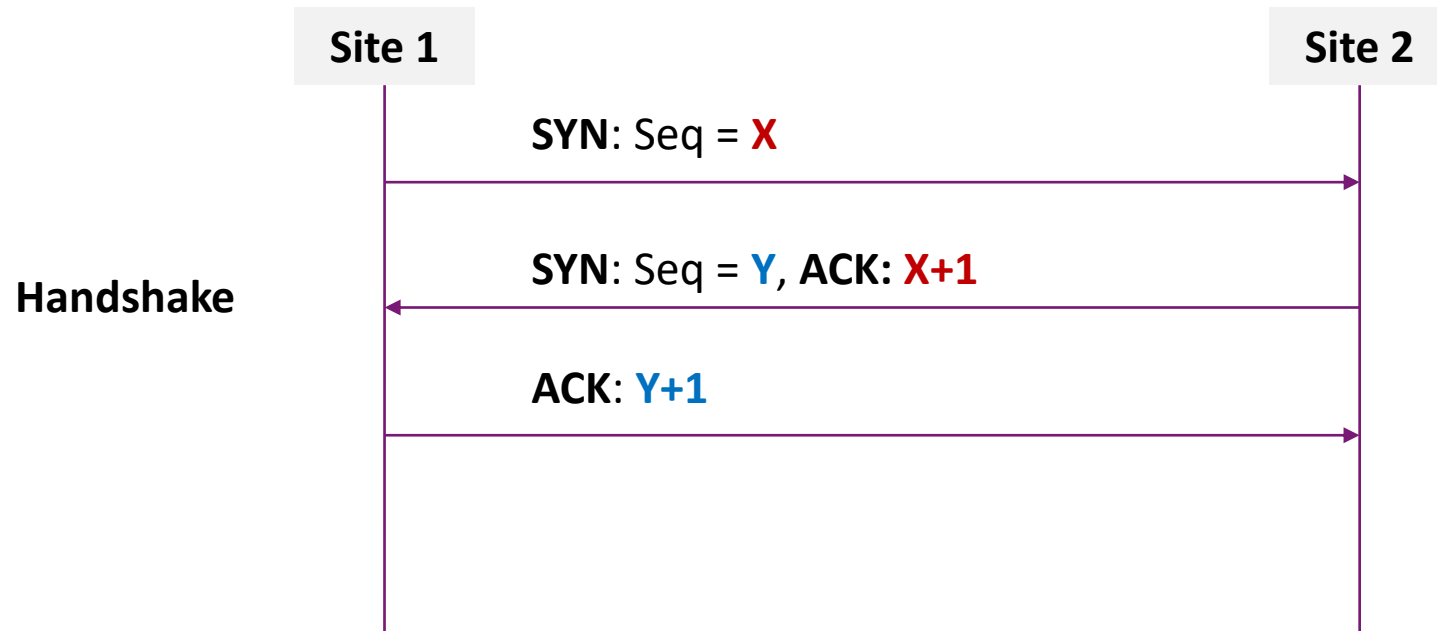 Site 1
Site 2
SYN: Seq = X
SYN: Seq = Y, ACK: X+1
Handshake
ACK: Y+1